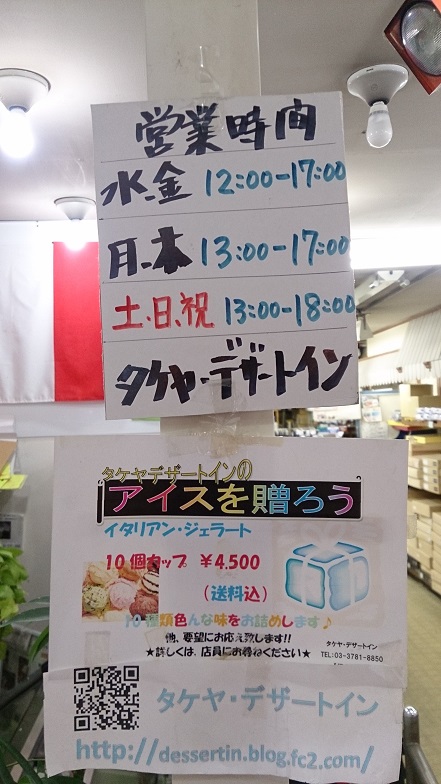 営業時間
水.金 12:00-17:00
月.木 13:00-17:00
土.日.祝 13:00-18:00
タケヤ・デザートイン
タケヤデザートインの
アイスを贈ろう
イタリアン・ジェラート
10個カップ ¥4.500
(送料込)
10種類色んな味をお詰めします♪
他、要望にお応え致します!!
★詳しくは、店員にお尋ねください★
タケヤ・デザートイン
TEL:03-3781-8850
タケヤ・デザートイン
http://dessertin.blog.fc2.com/